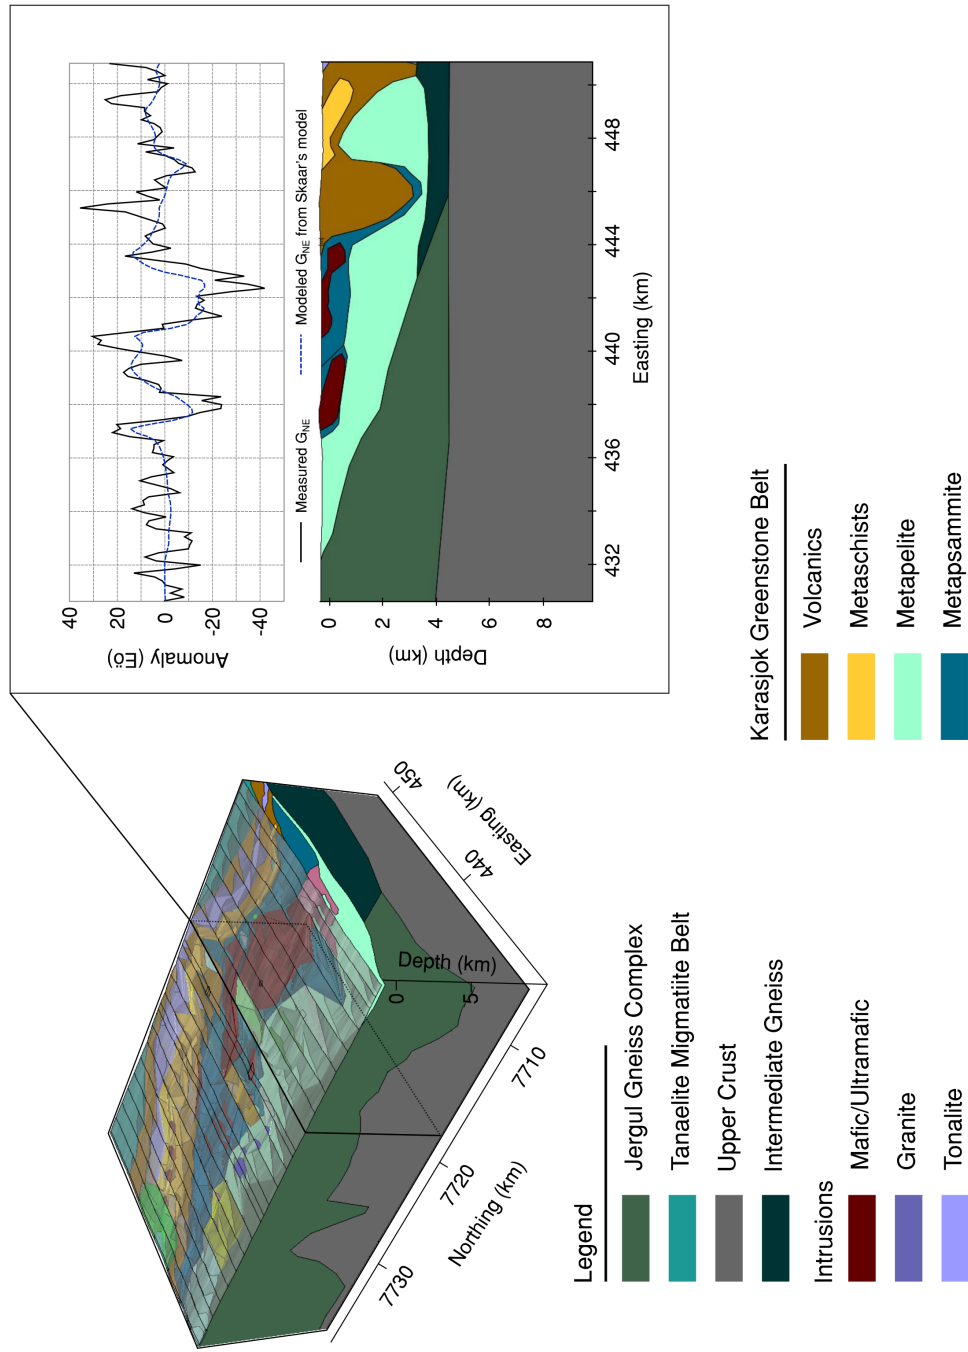 40
20
0
-20
-40
Anomaly (Eö)
Measured G_NE
Modeled G_NE from Skaar's model
0
2
4
6
8
Depth (km)
432
436
440
444
448
Easting (km)
Depth (km)
0
5
7730
7720
7710
Northing (km)
440
450
Easting (km)
Legend
Jergul Gneiss Complex
Tanaelite Migmatiite Belt
Upper Crust
Intermediate Gneiss
Intrusions
Mafic/Ultramafic
Granite
Tonalite
Karasjok Greenstone Belt
Volcanics
Metaschists
Metapelite
Metapsammite